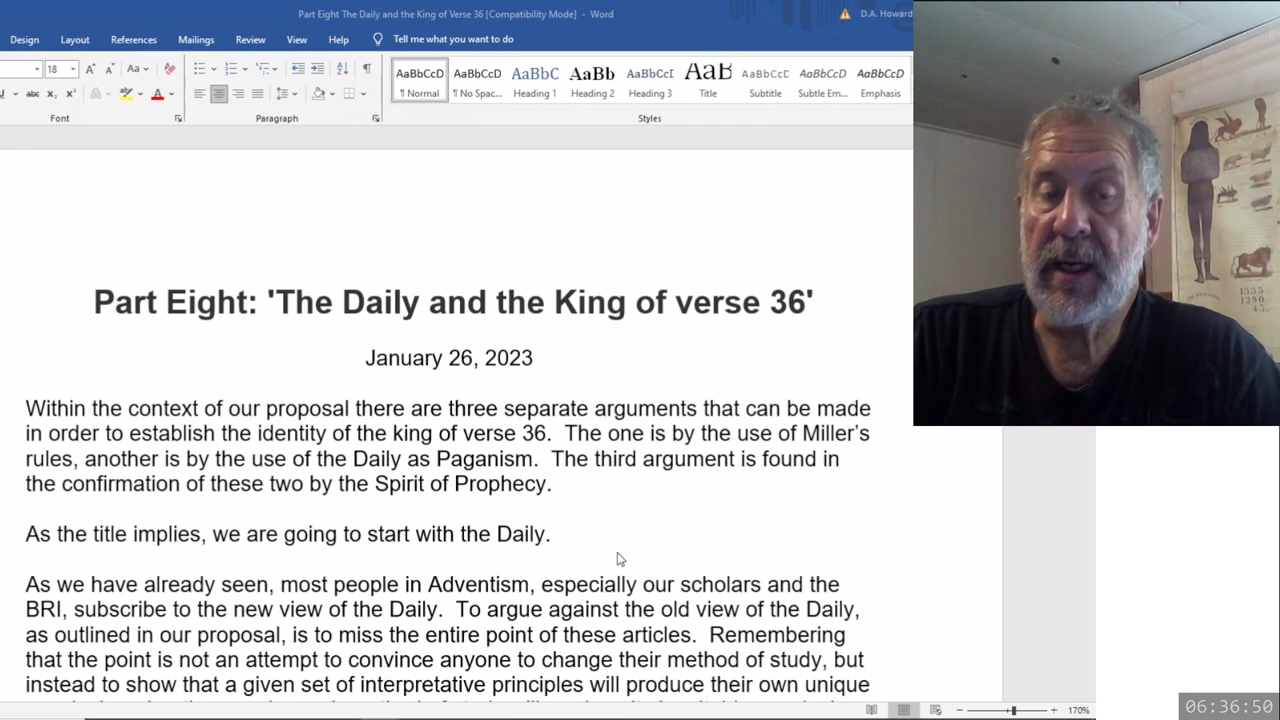 Part Eight The Daily and the King of Verse 36 [Compatibility Mode] - Word
D.A. Howard
Design Layout References Mailings Review View Help Tell me what you want to do
18 Aa
AaBbCcD AaBbCcD AaBbC AaBb AaBbCcI AaB AaBbCcD AaBbCcD AaBbCcD
¶ Normal ¶ No Spac... Heading 1 Heading 2 Heading 3 Title Subtitle Subtle Em... Emphasis
Font Paragraph Styles
Part Eight: 'The Daily and the King of verse 36'
January 26, 2023
Within the context of our proposal there are three separate arguments that can be made
in order to establish the identity of the king of verse 36. The one is by the use of Miller's
rules, another is by the use of the Daily as Paganism. The third argument is found in
the confirmation of these two by the Spirit of Prophecy.
As the title implies, we are going to start with the Daily.
As we have already seen, most people in Adventism, especially our scholars and the
BRI, subscribe to the new view of the Daily. To argue against the old view of the Daily,
as outlined in our proposal, is to miss the entire point of these articles. Remembering
that the point is not an attempt to convince anyone to change their method of study, but
instead to show that a given set of interpretative principles will produce their own unique
170%
1335
1290
45
06:36:50